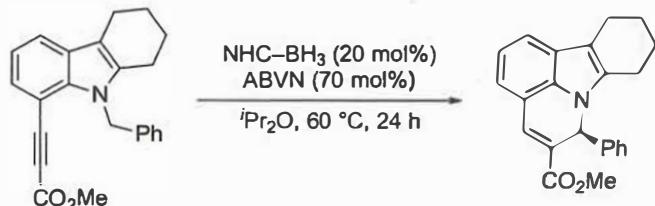 N
Ph
CO₂Me
NHC–BH₃ (20 mol%)
ABVN (70 mol%)
ⁱPr₂O, 60 °C, 24 h
N
Ph
CO₂Me